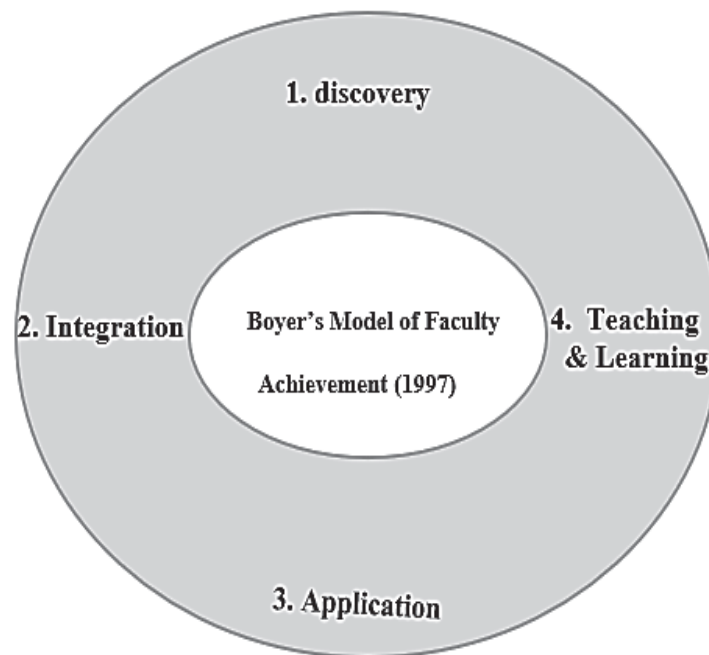 1. discovery
2. Integration
Boyer's Model of Faculty
Achievement (1997)
4. Teaching
& Learning
3. Application